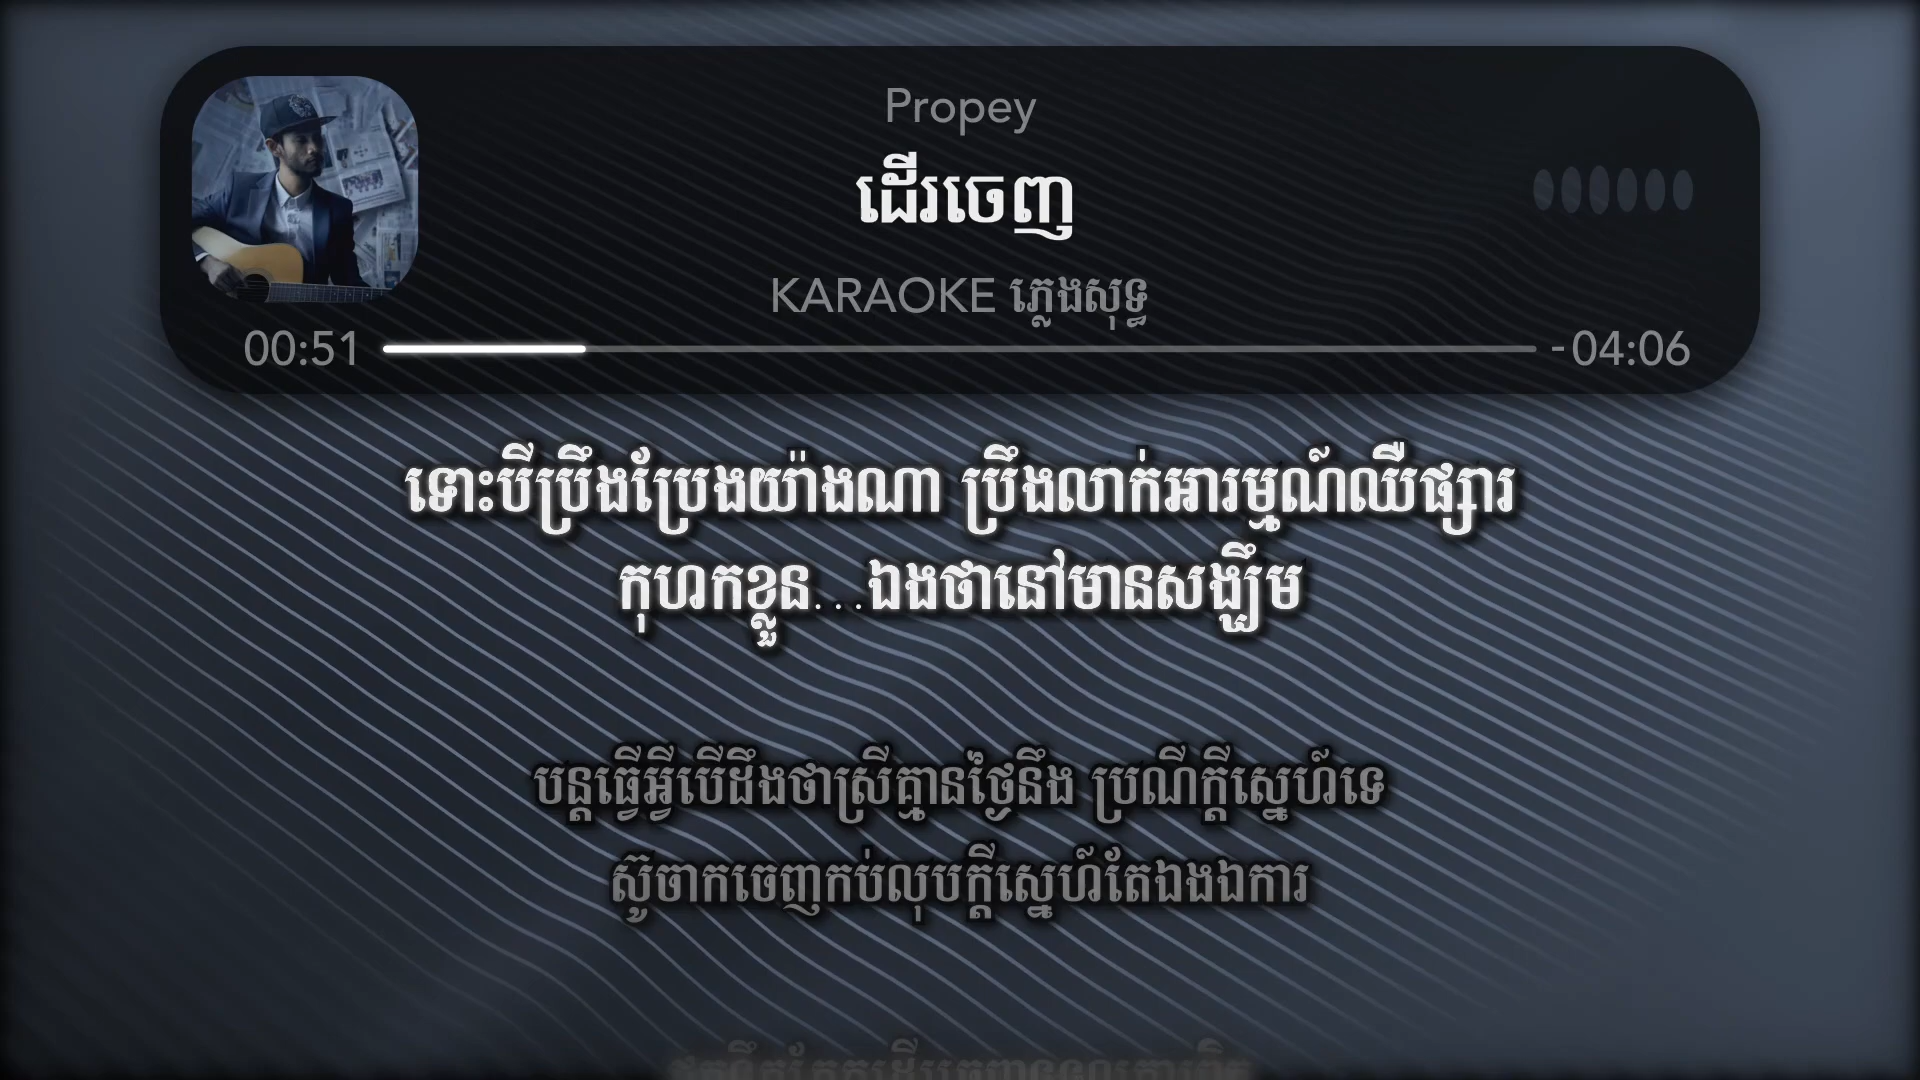 Propey
ដើរចេញ
KARAOKE ភ្លេងសុទ្ធ
00:51
-04:06
ទោះបីប្រឹងប្រែងយ៉ាងណា ប្រឹងលាក់អារម្មណ៍ឈឺផ្សារ
កុហកខ្លួន...ឯងថានៅមានសង្ឃឹម
បន្តធ្វើអ្វីបើដឹងថាស្រីគ្មានថ្ងៃនឹង ប្រណីក្ដីស្នេហ៍ទេ
ស៊ូចាកចេញកប់លុបក្ដីស្នេហ៍តែឯងឯការ